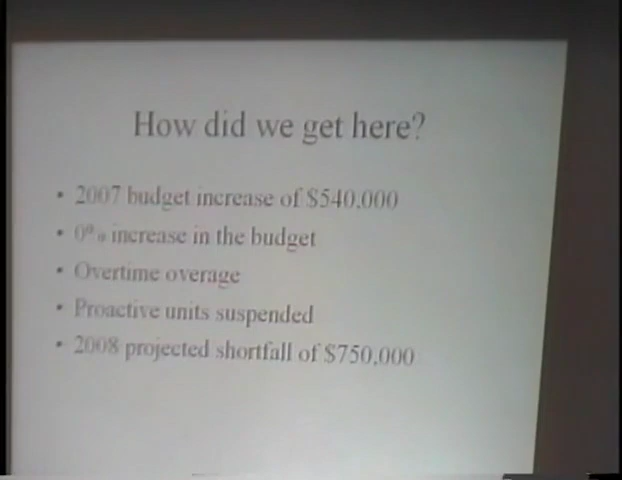 How did we get here?
• 2007 budget increase of $540,000
• 0% increase in the budget
• Overtime overage
• Proactive units suspended
• 2008 projected shortfall of $750,000